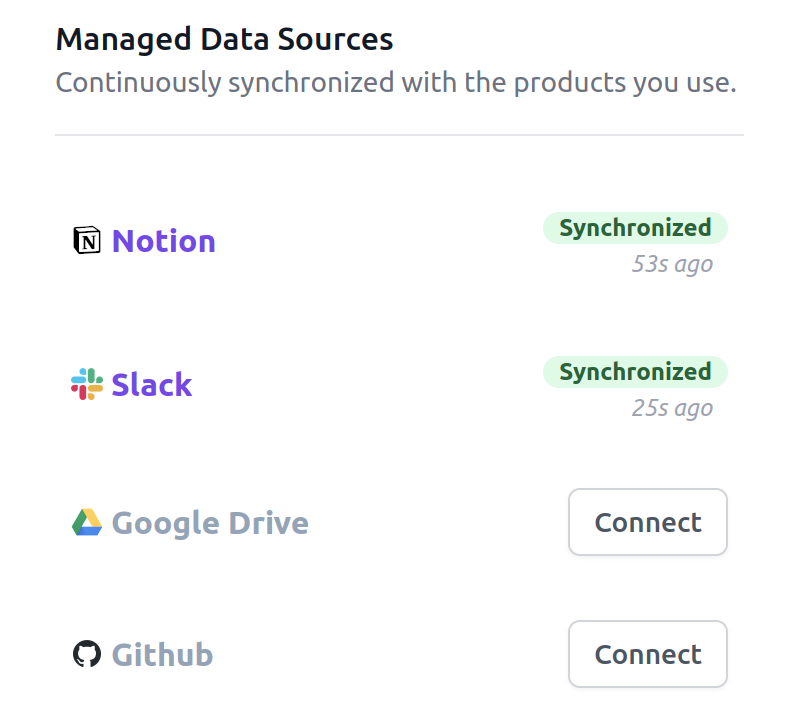 Managed Data Sources
Continuously synchronized with the products you use.
Notion
Synchronized
53s ago
Slack
Synchronized
25s ago
Google Drive
Connect
Github
Connect